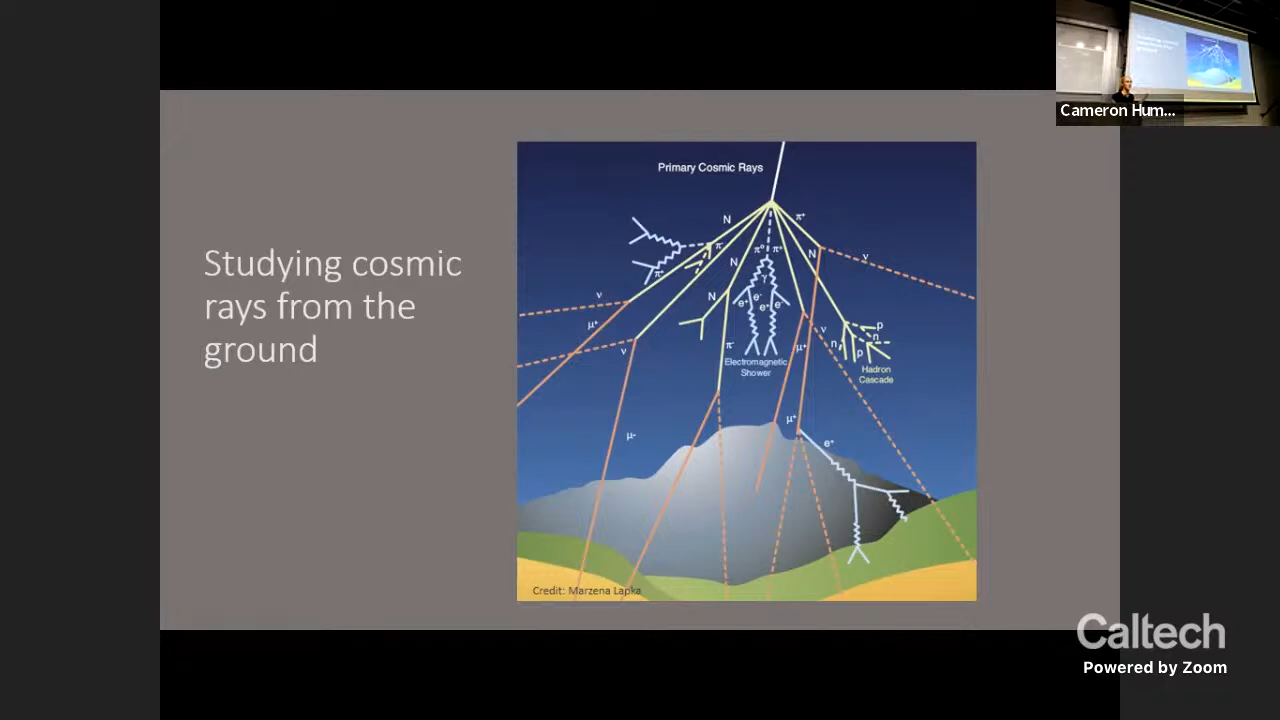 Cameron Hum...
Primary Cosmic Rays
N
π⁺
π⁻
π⁰
π⁺
N
N
ν
π⁺
γ
N
ν
e⁺
e⁻
e⁺
e⁻
μ⁺
ν
p
n
n
p
ν
μ⁺
π⁻
Electromagnetic
Shower
Hadron
Cascade
Studying cosmic
rays from the
ground
μ⁺
μ-
e⁺
Credit: Marzena Lapka
Caltech
Powered by Zoom